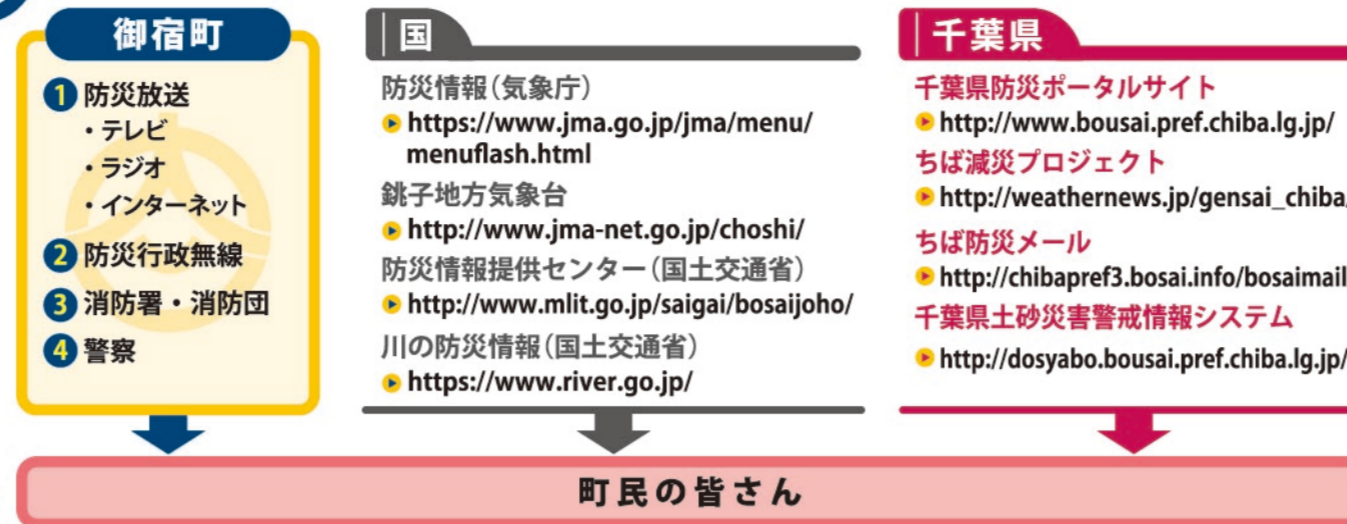 御宿町
1 防災放送
・テレビ
・ラジオ
・インターネット
2 防災行政無線
3 消防署・消防団
4 警察
国
防災情報(気象庁)
https://www.jma.go.jp/jma/menu/
menuflash.html
銚子地方気象台
http://www.jma-net.go.jp/choshi/
防災情報提供センター(国土交通省)
http://www.mlit.go.jp/saigai/bosaijoho/
川の防災情報(国土交通省)
https://www.river.go.jp/
千葉県
千葉県防災ポータルサイト
http://www.bousai.pref.chiba.lg.jp/
ちば減災プロジェクト
http://weathernews.jp/gensai_chiba/
ちば防災メール
http://chibapref3.bosai.info/bosaimail
千葉県土砂災害警戒情報システム
http://dosyabo.bousai.pref.chiba.lg.jp/
町民の皆さん